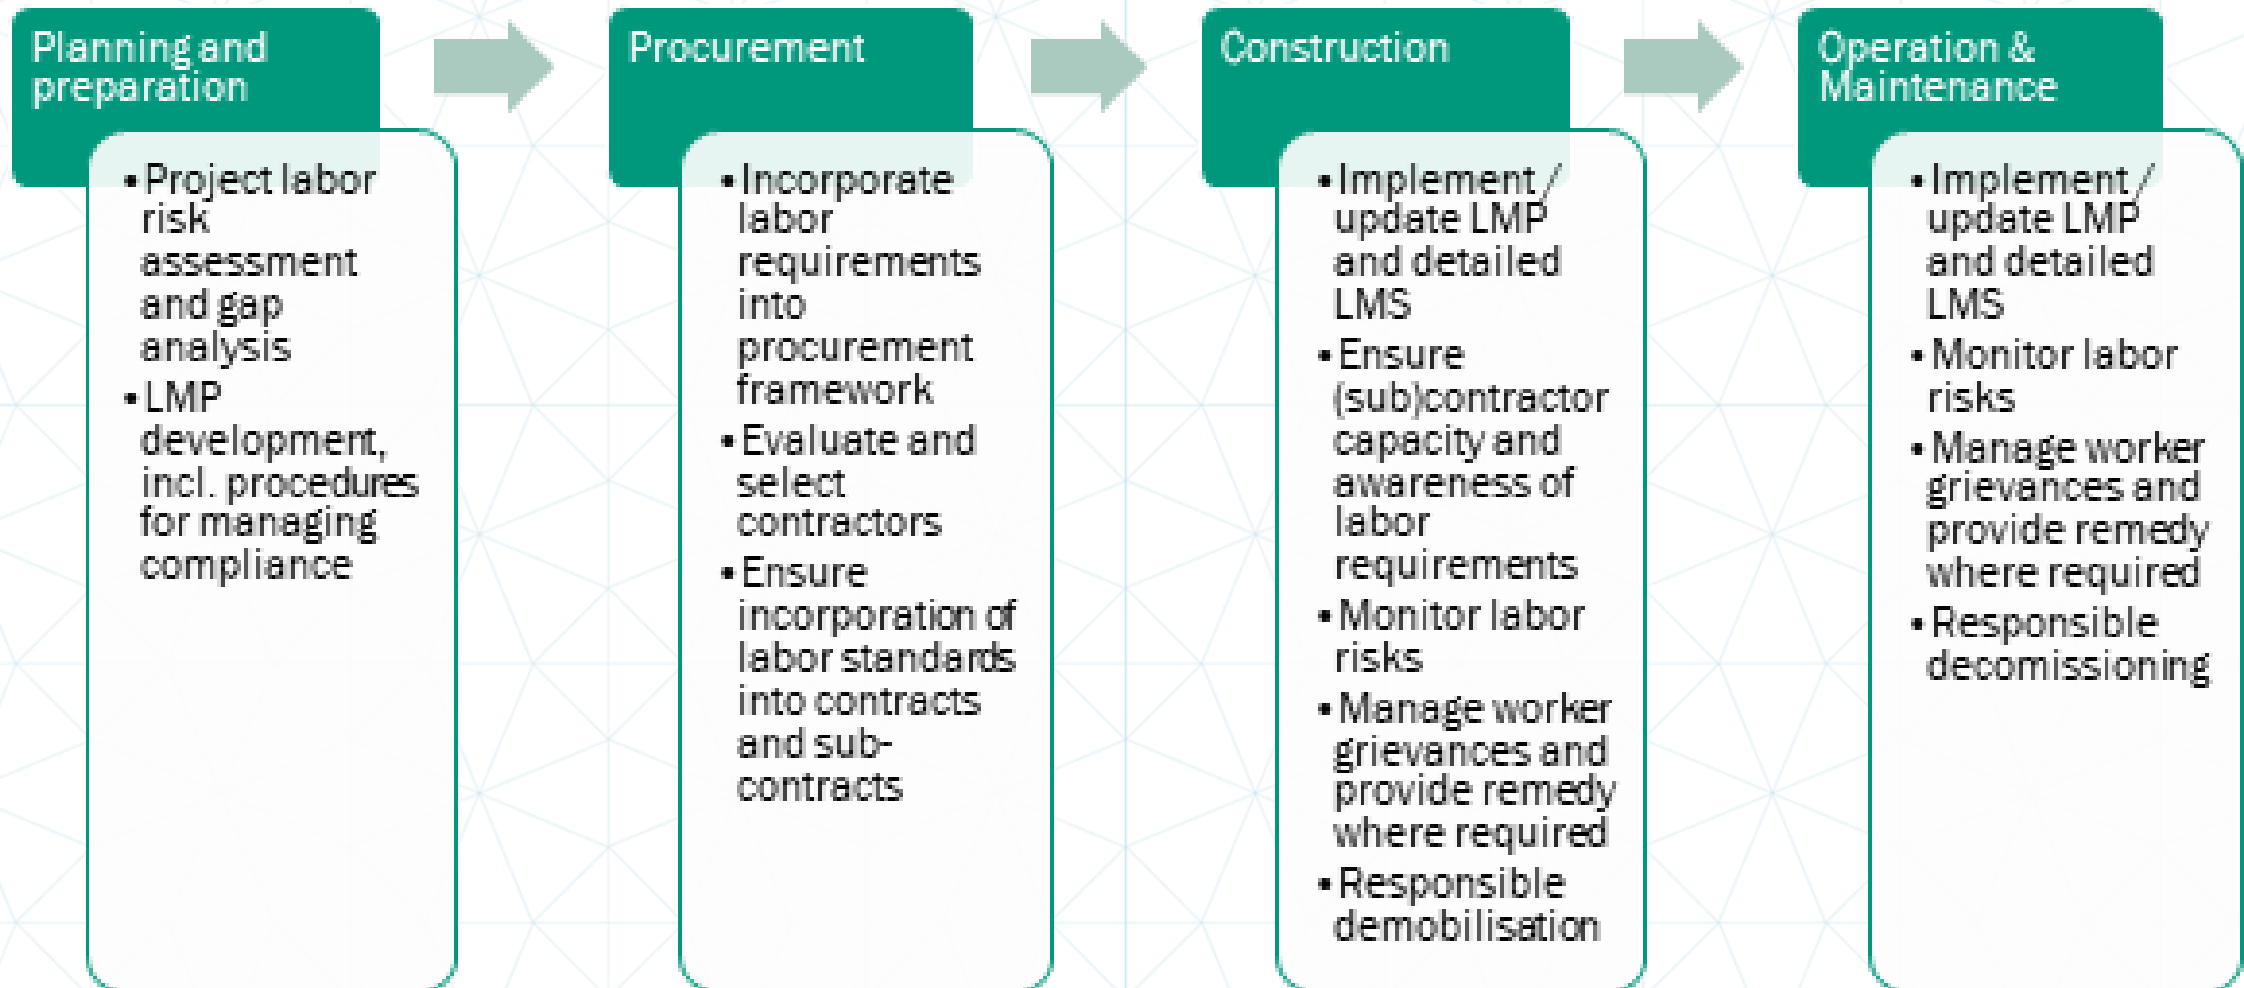 Planning and
preparation
•Project labor
risk
assessment
and gap
analysis
•LMP
development,
incl. procedures
for managing
compliance
Procurement
•Incorporate
labor
requirements
into
procurement
framework
•Evaluate and
select
contractors
•Ensure
incorporation of
labor standards
into contracts
and sub-
contracts
Construction
•Implement/
update LMP
and detailed
LMS
•Ensure
(sub)contractor
capacity and
awareness of
labor
requirements
•Monitor labor
risks
•Manage worker
grievances and
provide remedy
where required
•Responsible
demobilisation
Operation &
Maintenance
•Implement/
update LMP
and detailed
LMS
•Monitor labor
risks
•Manage worker
grievances and
provide remedy
where required
•Responsible
decomissioning